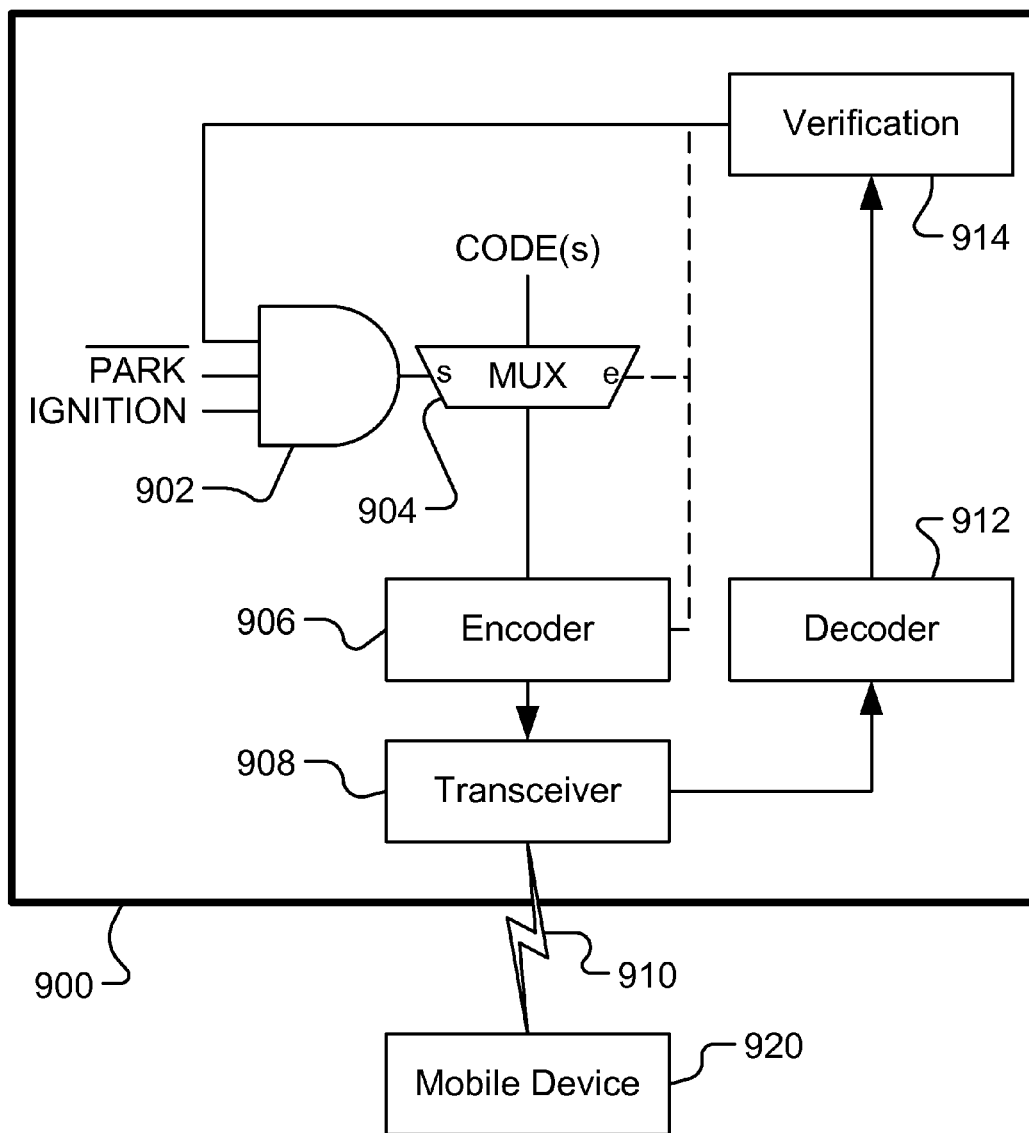 Verification
914
CODE(s)
PARK
IGNITION
s MUX e
902
904
912
906
Encoder
Decoder
908
Transceiver
900
910
920
Mobile Device